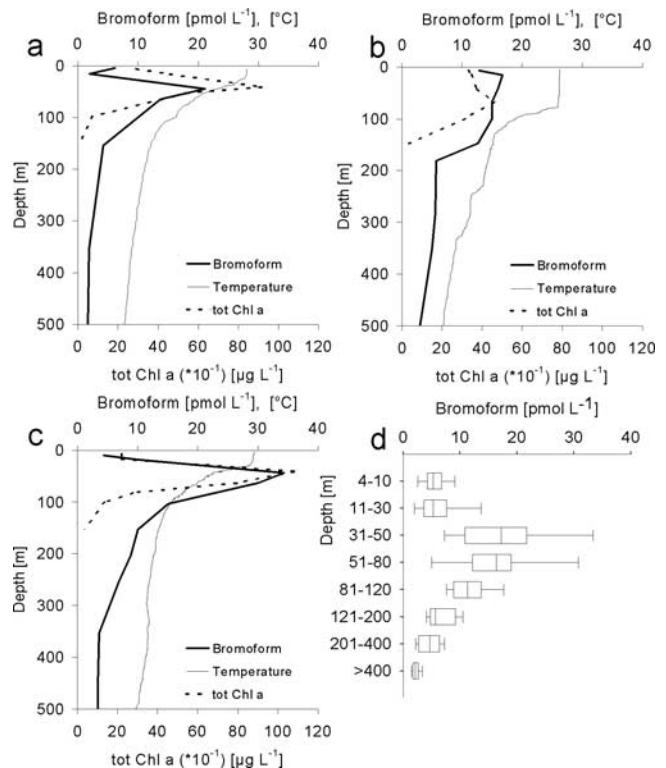 a
Bromoform [pmol L-1], [°C]
0 10 20 30 40
0
100
200
300
400
500
Depth [m]
Bromoform
Temperature
tot Chl a
0 20 40 60 80 100 120
tot Chl a (*10-1) [µg L-1]
b
Bromoform [pmol L-1], [°C]
0 10 20 30 40
0
100
200
300
400
500
Depth [m]
Bromoform
Temperature
tot Chl a
0 20 40 60 80 100 120
tot Chl a (*10-1) [µg L-1]
c
Bromoform [pmol L-1], [°C]
0 10 20 30 40
0
100
200
300
400
500
Depth [m]
Bromoform
Temperature
tot Chl a
0 20 40 60 80 100 120
tot Chl a (*10-1) [µg L-1]
d
Bromoform [pmol L-1]
0 10 20 30 40
Depth [m]
4-10
11-30
31-50
51-80
81-120
121-200
201-400
>400